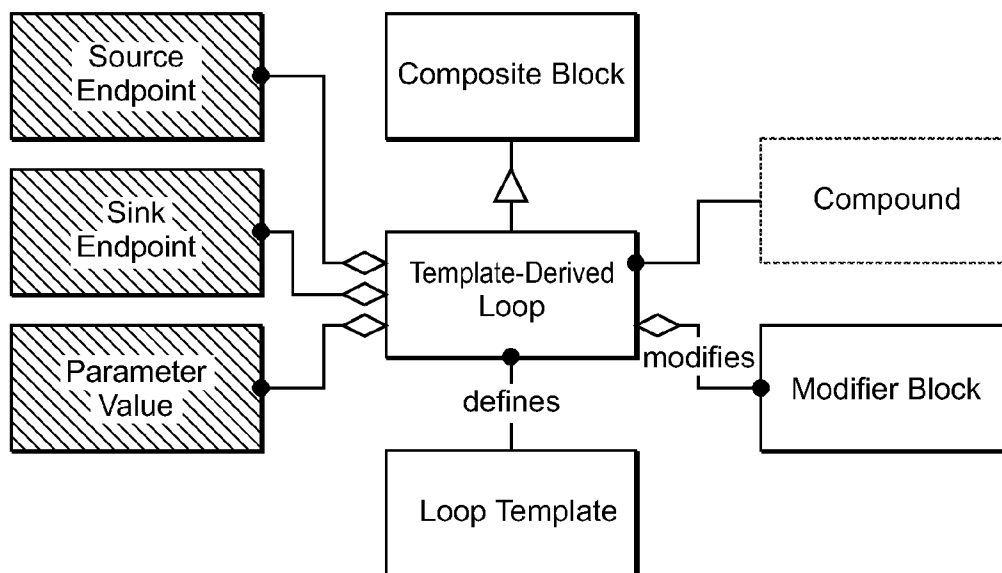 Source
Endpoint
Composite Block
Sink
Endpoint
Compound
Template-Derived
Loop
Parameter
Value
modifies
Modifier Block
defines
Loop Template